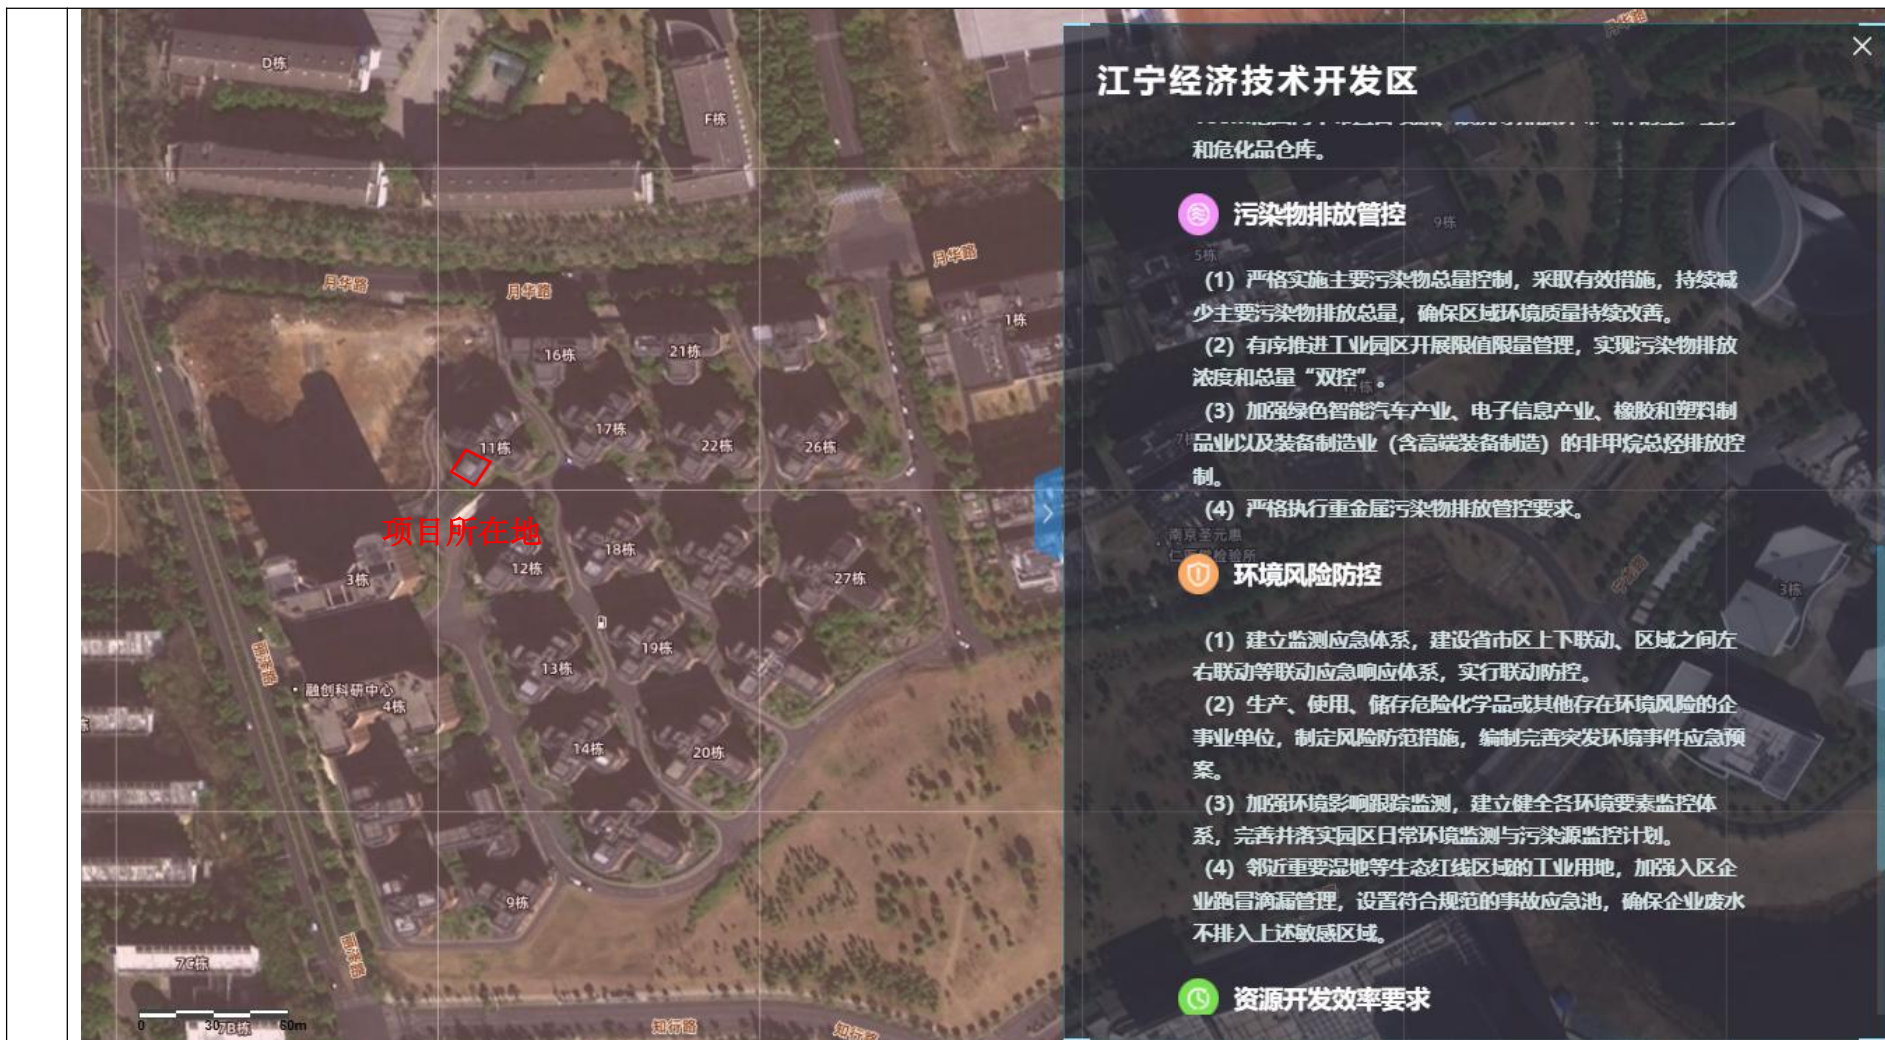 D栋
F栋
月华路
月华路
月华路
月华路
1栋
16栋
21栋
11栋
17栋
22栋
26栋
项目所在地
3栋
12栋
18栋
27栋
13栋
19栋
融创科研中心
4栋
14栋
20栋
9栋
7C栋
7B栋
0
30
60m
知行路
知行路
江宁经济技术开发区
和危化品仓库。
污染物排放管控
9栋
5栋
(1) 严格实施主要污染物总量控制，采取有效措施，持续减
少主要污染物排放总量，确保区域环境质量持续改善。
(2) 有序推进工业园区开展限值限量管理，实现污染物排放
浓度和总量“双控”。
(3) 加强绿色智能汽车产业、电子信息产业、橡胶和塑料制
品业以及装备制造业（含高端装备制造）的非甲烷总烃排放控
制。
(4) 严格执行重金属污染物排放管控要求。
环境风险防控
3栋
(1) 建立监测应急体系，建设省市区上下联动、区域之间左
右联动等联动应急响应体系，实行联动防控。
(2) 生产、使用、储存危险化学品或其他存在环境风险的企
事业单位，制定风险防范措施，编制完善突发环境事件应急预
案。
(3) 加强环境影响跟踪监测，建立健全各环境要素监控体
系，完善并落实园区日常环境监测与污染源监控计划。
(4) 邻近重要湿地等生态红线区域的工业用地，加强入区企
业跑冒滴漏管理，设置符合规范的事故应急池，确保企业废水
不排入上述敏感区域。
资源开发效率要求